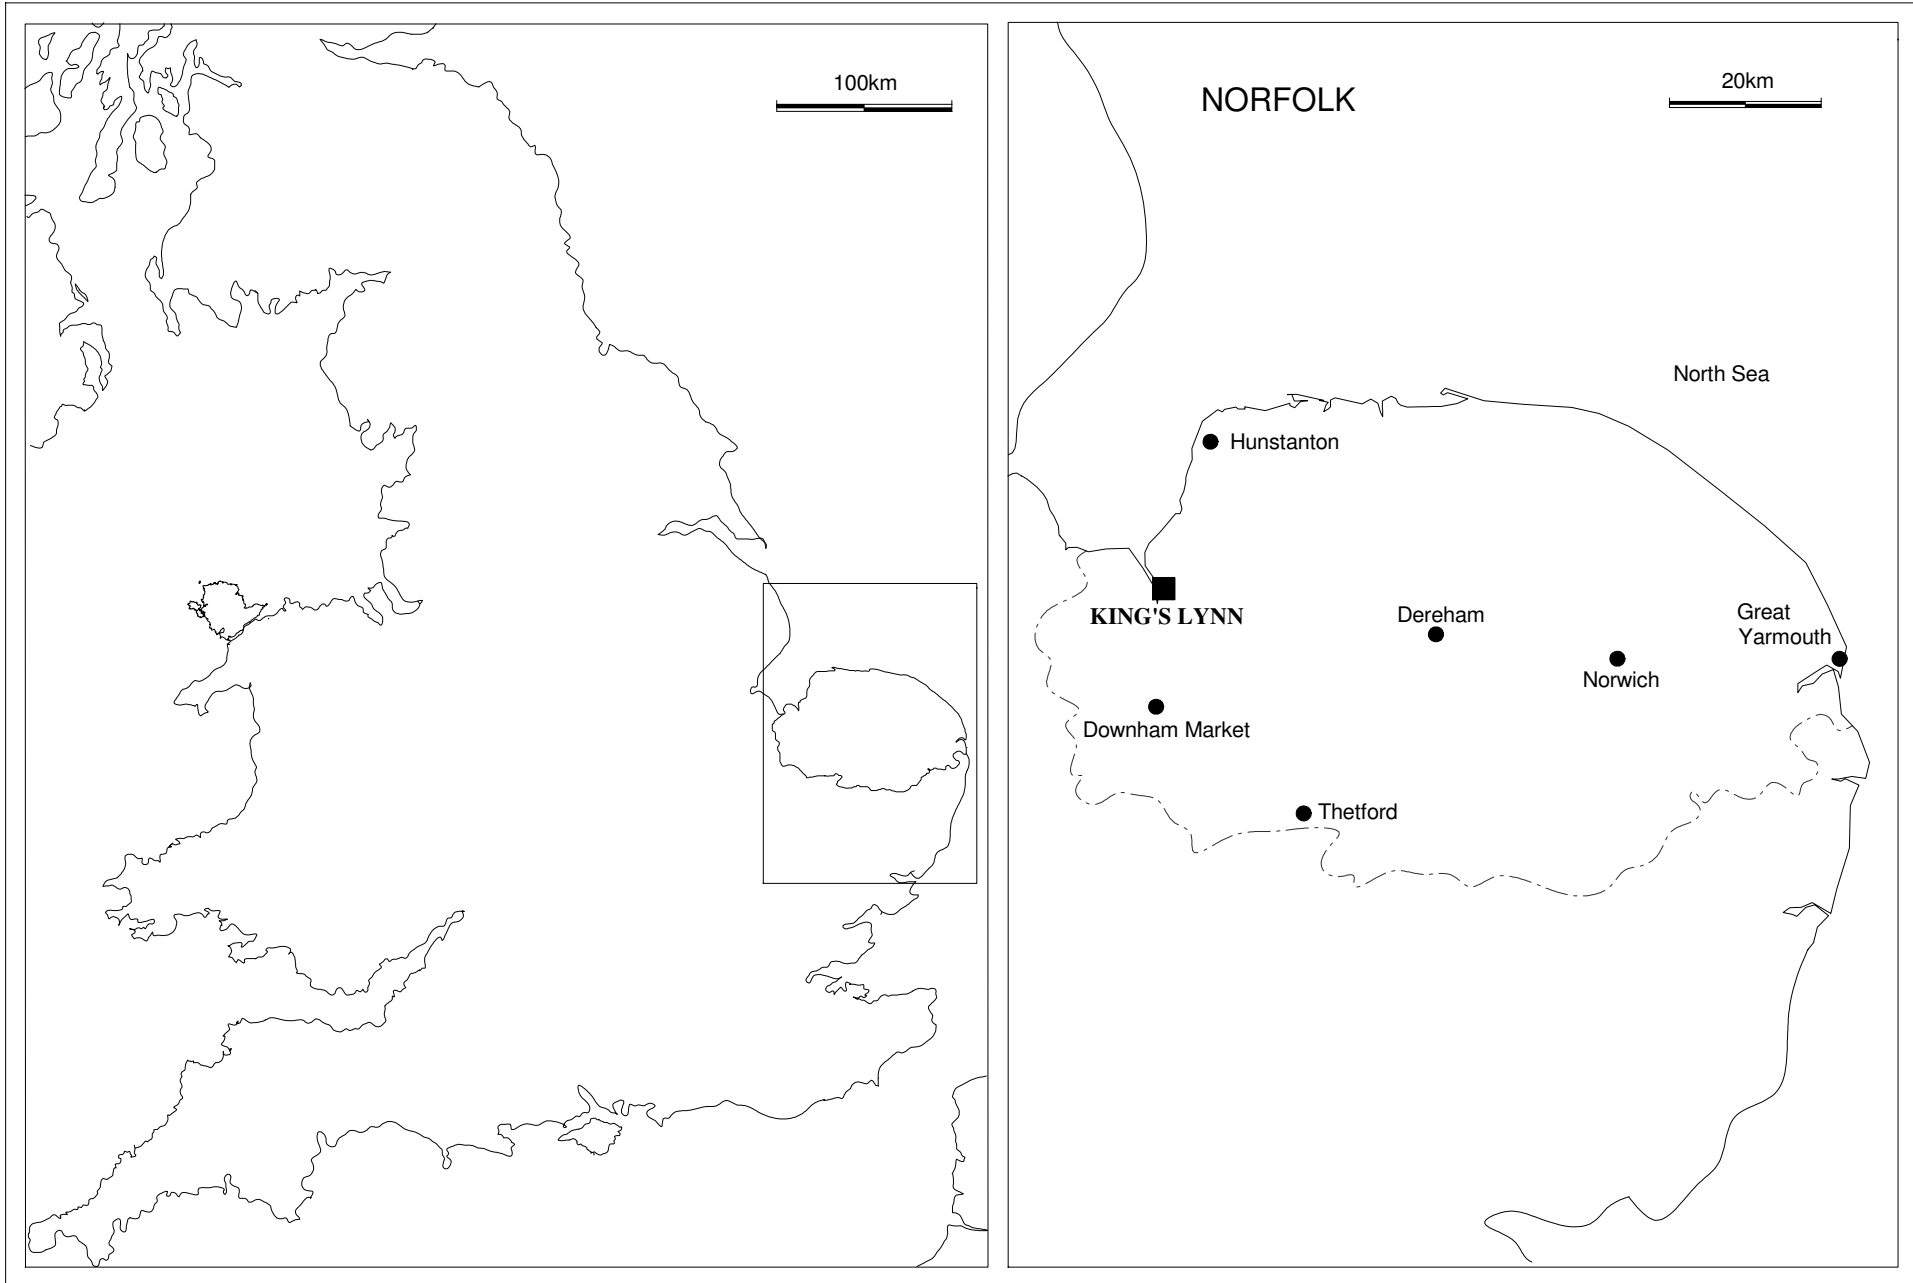 100km
NORFOLK
20km
North Sea
Hunstanton
KING'S LYNN
Dereham
Great
Yarmouth
Norwich
Downham Market
Thetford